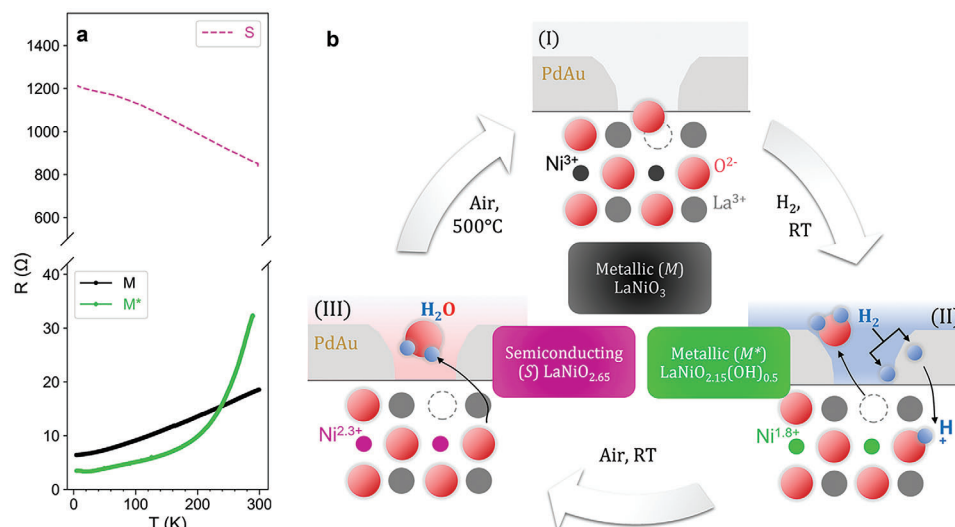 a
S
1400
1200
1000
800
600
40
30
20
10
0
R (Ω)
M
M*
0
100
200
300
T (K)
b
(I)
PdAu
Ni³⁺
O²⁻
La³⁺
Air,
500°C
H₂,
RT
Metallic (M)
LaNiO₃
(III)
H₂O
PdAu
Semiconducting
(S) LaNiO₂.₆₅
Metallic (M*)
LaNiO₂.₁₅(OH)₀.₅
H₂
(II)
Ni²·³⁺
Ni¹·⁸⁺
H
+
Air, RT